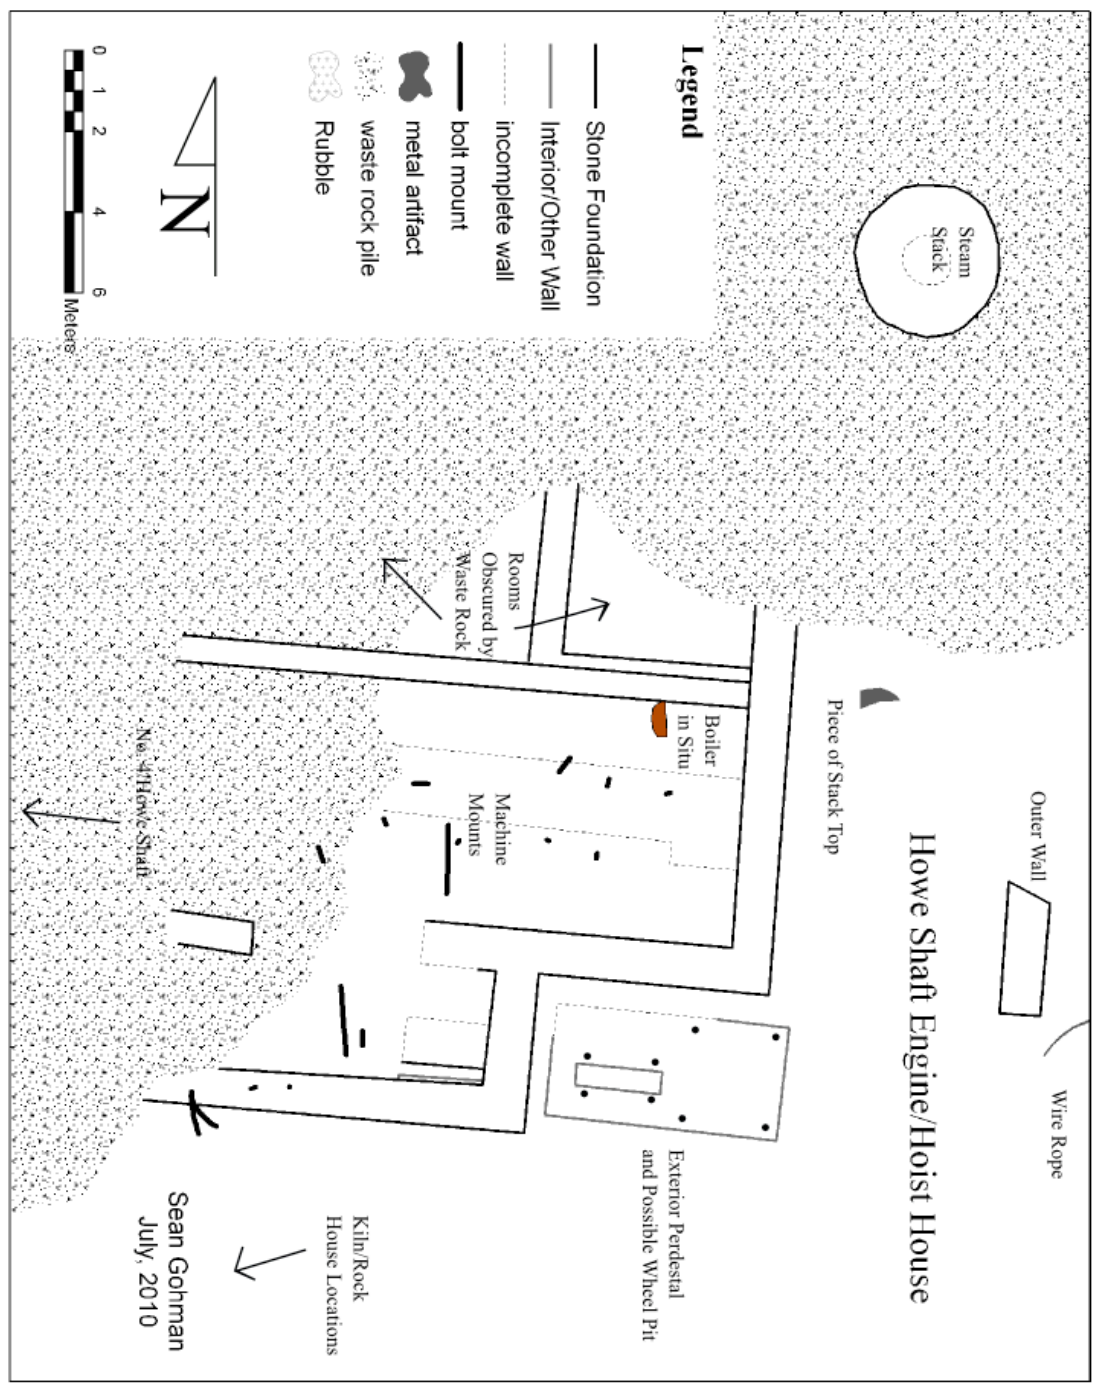 Howe Shaft Engine/Hoist House
Steam
Stack
Outer Wall
Wire Rope
Piece of Stack Top
Legend
Stone Foundation
Interior/Other Wall
incomplete wall
bolt mount
metal artifact
waste rock pile
Rubble
N
0 1 2 4 6
Meters
Boiler
in Situ
Rooms
Obscured by
Waste Rock
Machine
Mounts
Exterior Perdestal
and Possible Wheel Pit
Kiln/Rock
House Locations
No. 4/Howe Shaft
Sean Gohman
July, 2010